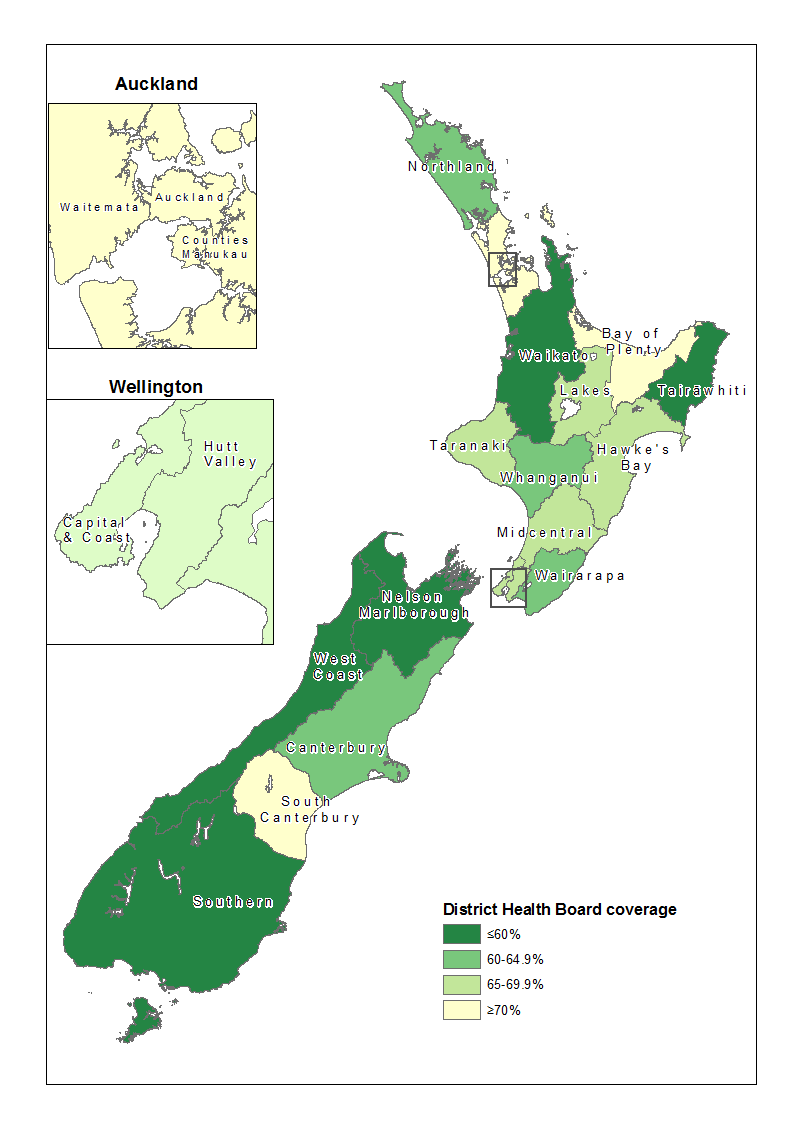 Auckland
Waitemata
Auckland
Counties
Manukau
Wellington
Hutt
Valley
Capital
& Coast
Northland
Waikato
Bay of
Plenty
Lakes
Tairāwhiti
Taranaki
Hawke's
Bay
Whanganui
Midcentral
Wairarapa
Nelson
Marlborough
West
Coast
Canterbury
South
Canterbury
Southern
District Health Board coverage
≤60%
60-64.9%
65-69.9%
≥70%